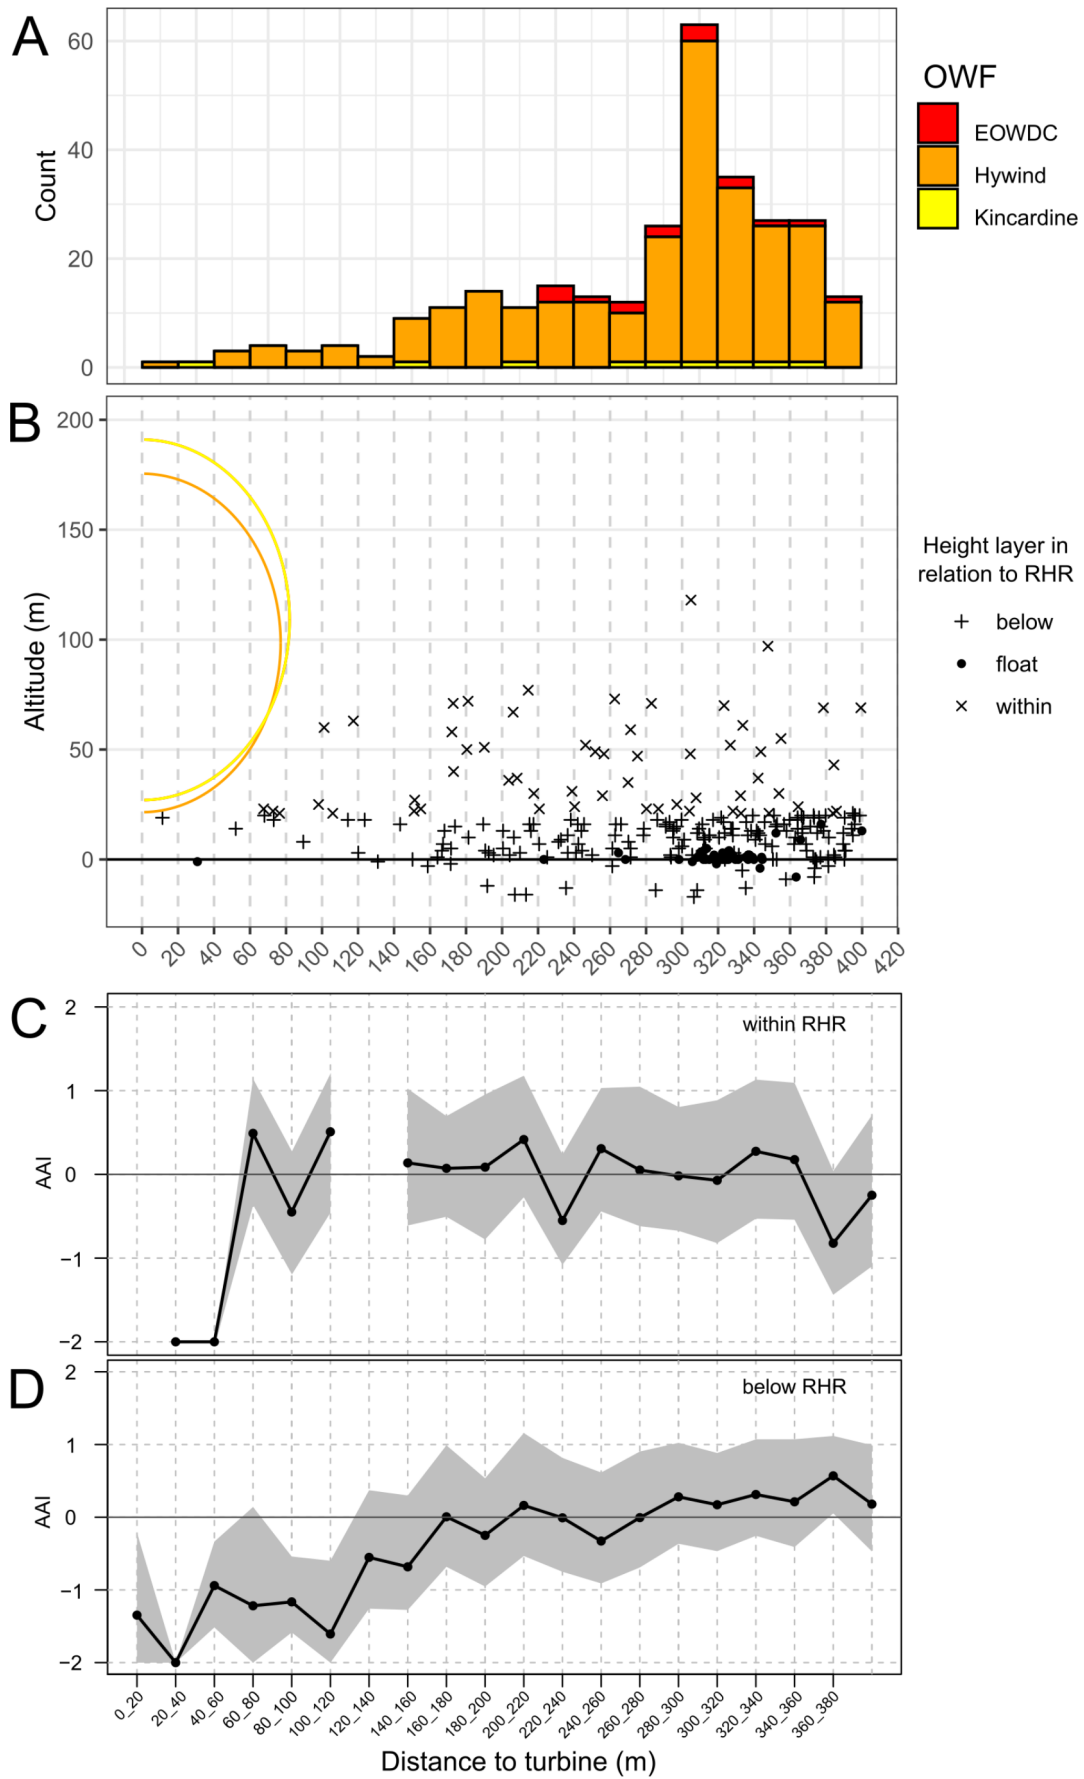 A
60
40
20
0
Count
OWF
EOWDC
Hywind
Kincardine
B
200
150
100
50
0
Altitude (m)
Height layer in
relation to RHR
below
float
within
0 20 40 60 80 100 120 140 160 180 200 220 240 260 280 300 320 340 360 380 400 420
C
2
1
0
−1
−2
AAI
within RHR
D
2
1
0
−1
−2
AAI
below RHR
0_20 20_40 40_60 60_80 80_100 100_120 120_140 140_160 160_180 180_200 200_220 220_240 240_260 260_280 280_300 300_320 320_340 340_360 360_380
Distance to turbine (m)